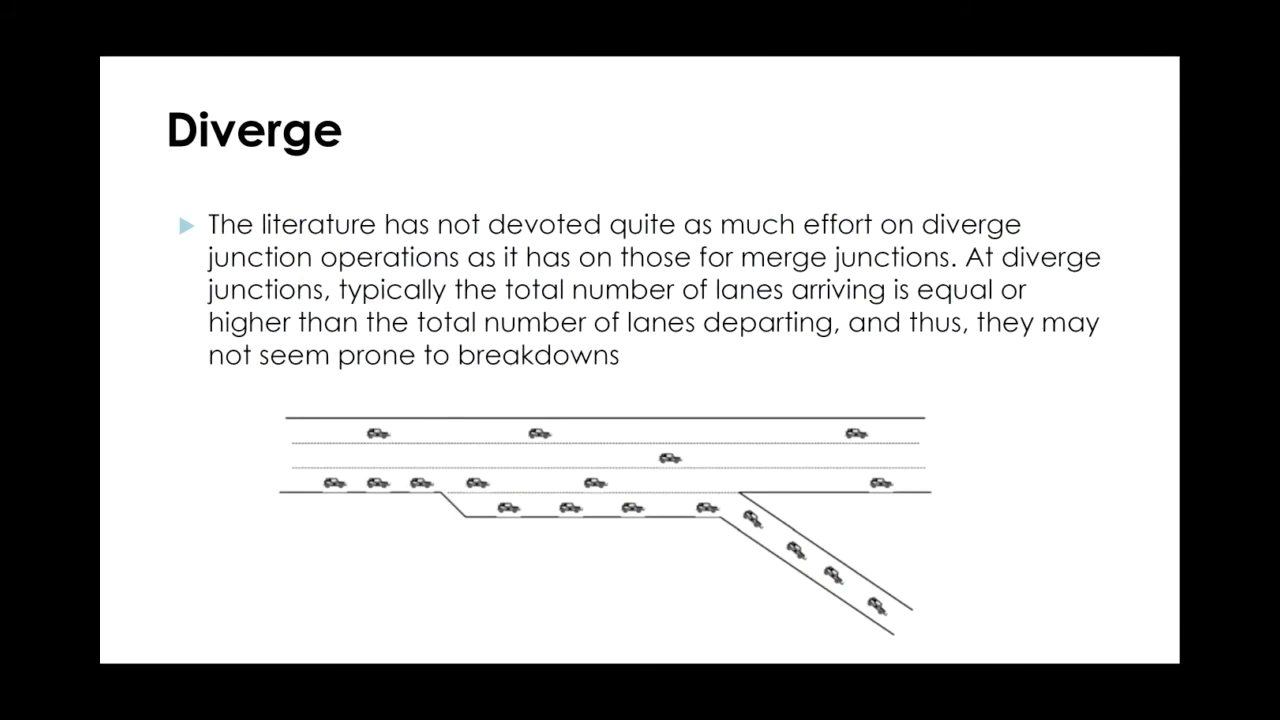 Diverge
The literature has not devoted quite as much effort on diverge
junction operations as it has on those for merge junctions. At diverge
junctions, typically the total number of lanes arriving is equal or
higher than the total number of lanes departing, and thus, they may
not seem prone to breakdowns